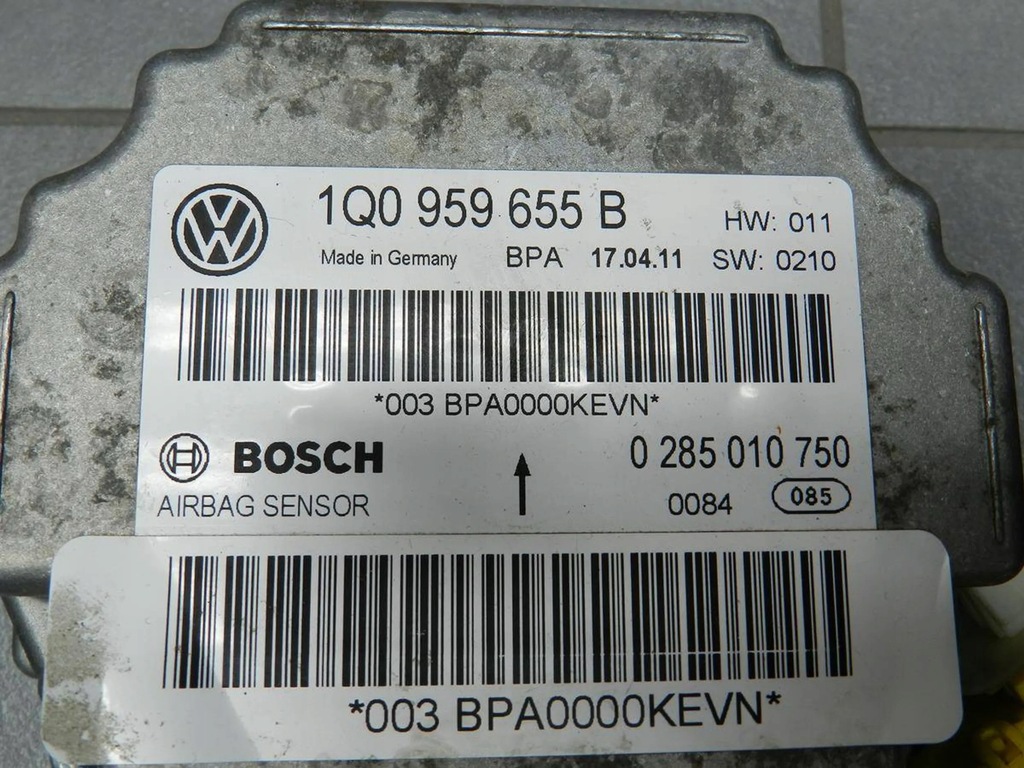 1Q0 959 655 B HW: 011
Made in Germany BPA 17.04.11 SW: 0210
*003 BPA0000KEVN*
BOSCH 0 285 010 750
AIRBAG SENSOR 0084 085
*003 BPA0000KEVN*